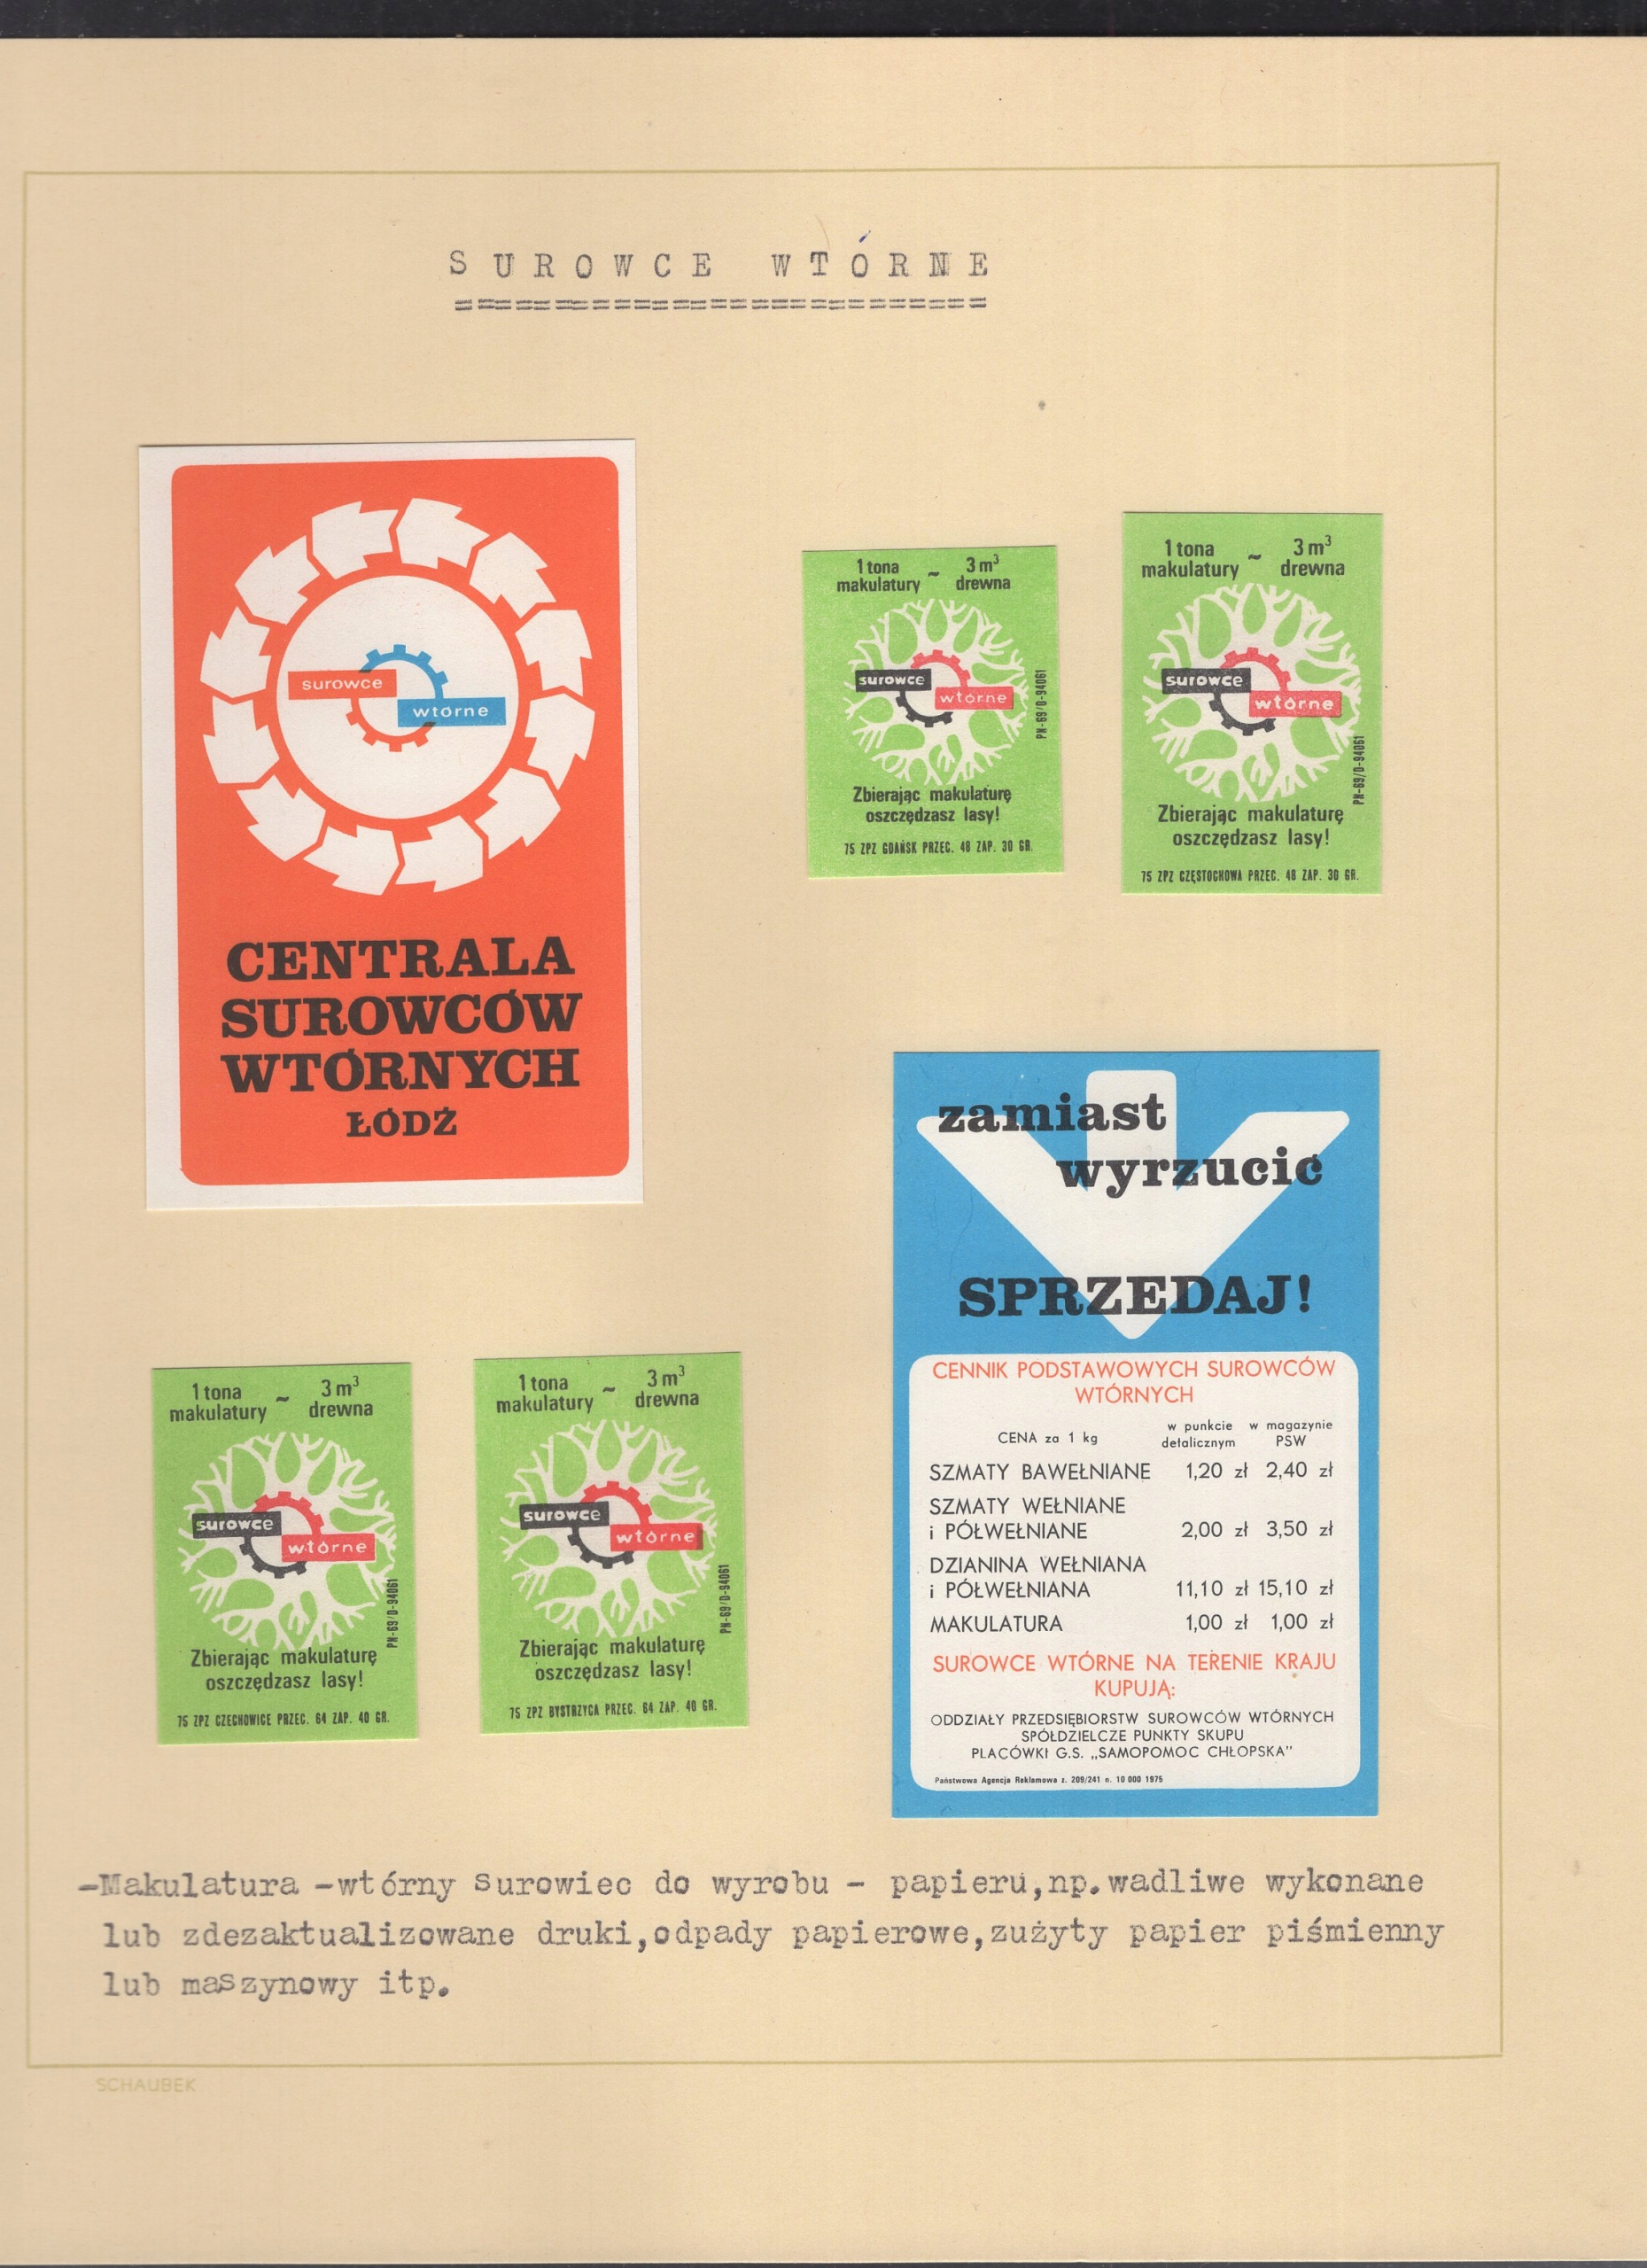 SUROWCE WTÓRNE
surowce
wtórne
CENTRALA
SUROWCÓW
WTÓRNYCH
ŁÓDŹ
1 tona ~ 3 m³
makulatury drewna
surowce
wtórne
PN-69/O-94061
Zbierając makulaturę
oszczędzasz lasy!
75 ZPZ GDAŃSK PRZEC. 48 ZAP. 30 GR.
1 tona ~ 3 m³
makulatury drewna
surowce
wtórne
PN-69/O-94061
Zbierając makulaturę
oszczędzasz lasy!
75 ZPZ CZĘSTOCHOWA PRZEC. 48 ZAP. 30 GR.
zamiast
wyrzucić
SPRZEDAJ!
CENNIK PODSTAWOWYCH SUROWCÓW
WTÓRNYCH
CENA za 1 kg
w punkcie w magazynie
detalicznym PSW
SZMATY BAWEŁNIANE 1,20 zł 2,40 zł
SZMATY WEŁNIANE
i PÓŁWEŁNIANE 2,00 zł 3,50 zł
DZIANINA WEŁNIANA
i PÓŁWEŁNIANA 11,10 zł 15,10 zł
MAKULATURA 1,00 zł 1,00 zł
SUROWCE WTÓRNE NA TERENIE KRAJU
KUPUJĄ:
ODDZIAŁY PRZEDSIĘBIORSTW SUROWCÓW WTÓRNYCH
SPÓŁDZIELCZE PUNKTY SKUPU
PLACÓWKI G.S. „SAMOPOMOC CHŁOPSKA”
Państwowa Agencja Reklamowa z. 209/241 n. 10 000 1975
1 tona ~ 3 m³
makulatury drewna
surowce
wtórne
PN-69/O-94061
Zbierając makulaturę
oszczędzasz lasy!
75 ZPZ CZECHOWICE PRZEC. 64 ZAP. 40 GR.
1 tona ~ 3 m³
makulatury drewna
surowce
wtórne
PN-69/O-94061
Zbierając makulaturę
oszczędzasz lasy!
75 ZPZ BYSTRZYCA PRZEC. 64 ZAP. 40 GR.
-Makulatura -wtórny surowiec do wyrobu - papieru,np.wadliwe wykonane
lub zdezaktualizowane druki,odpady papierowe,zużyty papier piśmienny
lub maszynowy itp.
SCHAUBEK